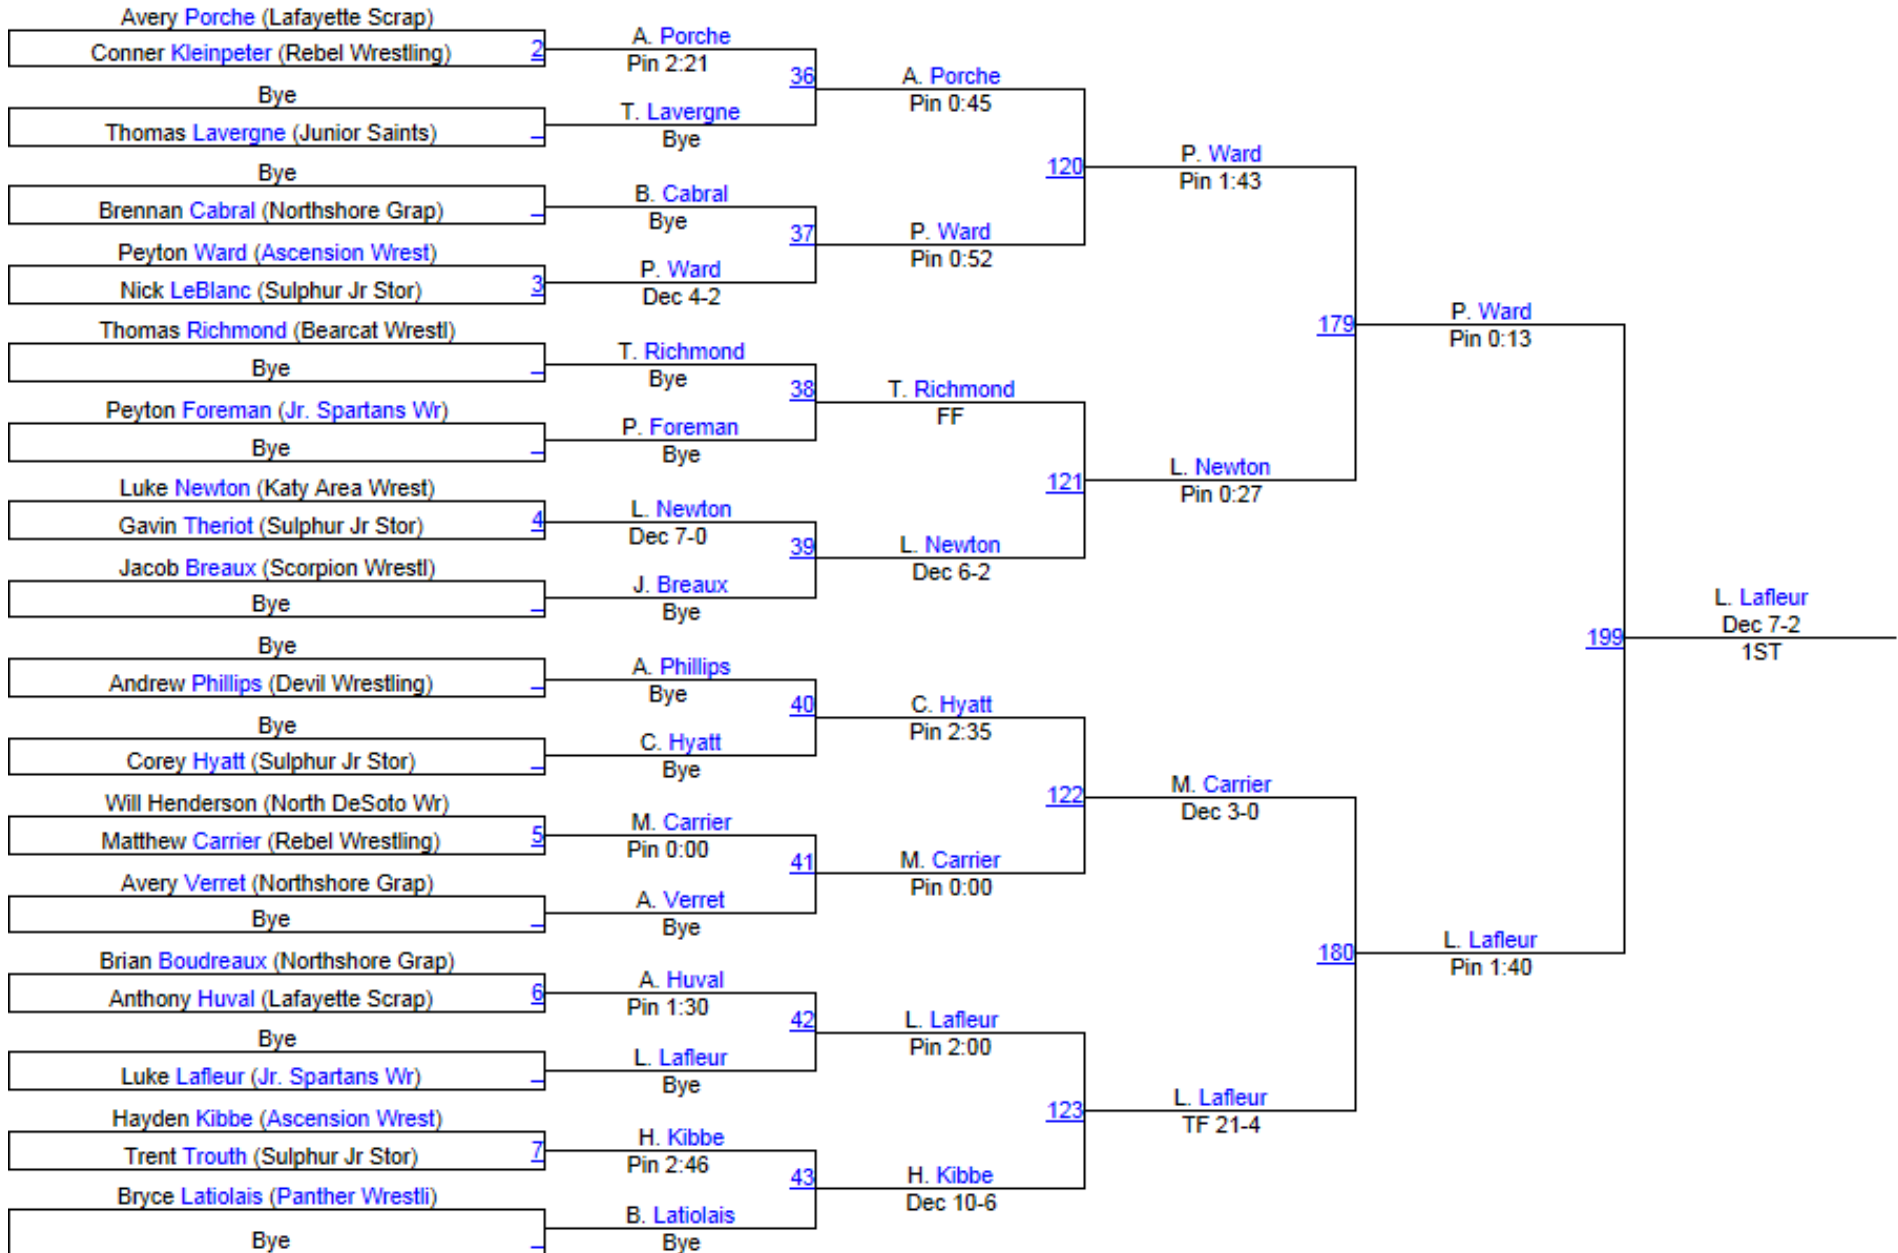 Avery Porche (Lafayette Scrap)
Conner Kleinpeter (Rebel Wrestling) 2
Bye
Thomas Lavergne (Junior Saints)
Bye
Brennan Cabral (Northshore Grap)
Peyton Ward (Ascension Wrest)
Nick LeBlanc (Sulphur Jr Stor) 3
Thomas Richmond (Bearcat Wrestl)
Bye
Peyton Foreman (Jr. Spartans Wr)
Bye
Luke Newton (Katy Area Wrest)
Gavin Theriot (Sulphur Jr Stor) 4
Jacob Breaux (Scorpion Wrestl)
Bye
Bye
Andrew Phillips (Devil Wrestling)
Bye
Corey Hyatt (Sulphur Jr Stor)
Will Henderson (North DeSoto Wr)
Matthew Carrier (Rebel Wrestling) 5
Avery Verret (Northshore Grap)
Bye
Brian Boudreaux (Northshore Grap)
Anthony Huval (Lafayette Scrap) 6
Bye
Luke Lafleur (Jr. Spartans Wr)
Hayden Kibbe (Ascension Wrest)
Trent Trouth (Sulphur Jr Stor) 7
Bryce Latiolais (Panther Wrestli)
Bye
A. Porche
Pin 2:21
36
T. Lavergne
Bye
B. Cabral
Bye
37
P. Ward
Dec 4-2
T. Richmond
Bye
38
P. Foreman
Bye
L. Newton
Dec 7-0
39
J. Breaux
Bye
A. Phillips
Bye
40
C. Hyatt
Bye
M. Carrier
Pin 0:00
41
A. Verret
Bye
A. Huval
Pin 1:30
42
L. Lafleur
Bye
H. Kibbe
Pin 2:46
43
B. Latiolais
Bye
A. Porche
Pin 0:45
120
P. Ward
Pin 0:52
T. Richmond
FF
121
L. Newton
Dec 6-2
C. Hyatt
Pin 2:35
122
M. Carrier
Pin 0:00
L. Lafleur
Pin 2:00
123
H. Kibbe
Dec 10-6
P. Ward
Pin 1:43
179
L. Newton
Pin 0:27
M. Carrier
Dec 3-0
180
L. Lafleur
TF 21-4
P. Ward
Pin 0:13
199
L. Lafleur
Pin 1:40
L. Lafleur
Dec 7-2
1ST